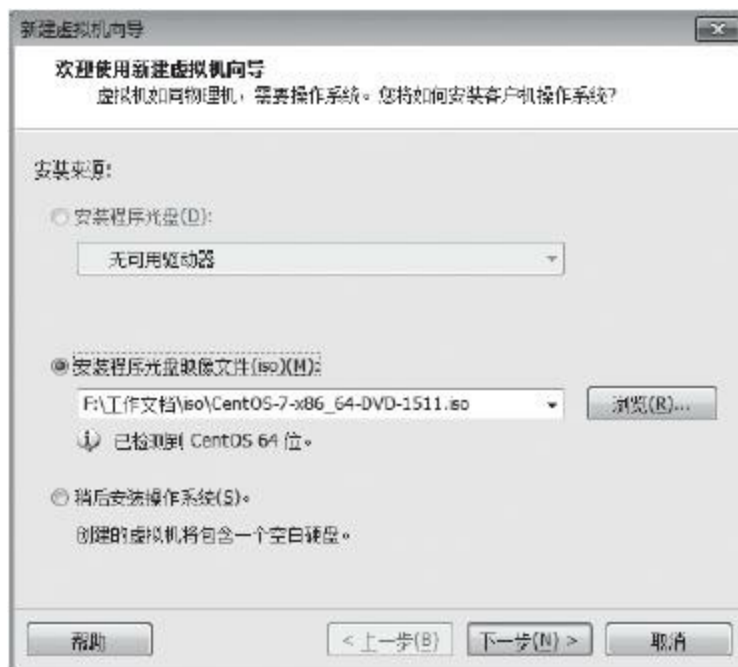 新建虚拟机向导
欢迎使用新建虚拟机向导
虚拟机如同物理机，需要操作系统。您将如何安装客户机操作系统?
安装来源:
安装程序光盘(D):
无可用驱动器
安装程序光盘映像文件(iso)(M):
F:\工作文档\iso\CentOS-7-x86_64-DVD-1511.iso
浏览(R)...
已检测到 CentOS 64 位。
稍后安装操作系统(S)。
创建的虚拟机将包含一个空白硬盘。
帮助
< 上一步(B)
下一步(N) >
取消